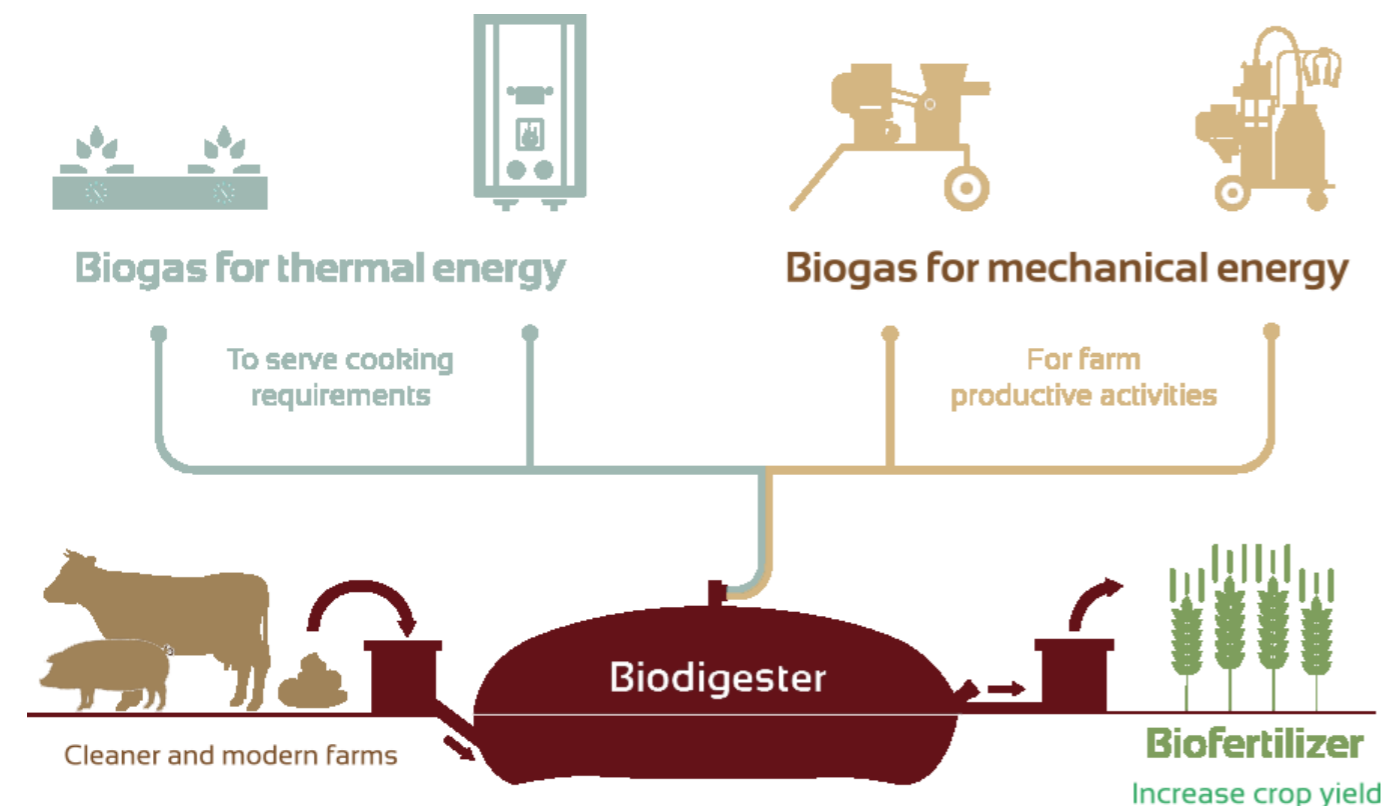 Biogas for thermal energy
Biogas for mechanical energy
To serve cooking
requirements
For farm
productive activities
Biodigester
Cleaner and modern farms
Biofertilizer
Increase crop yield